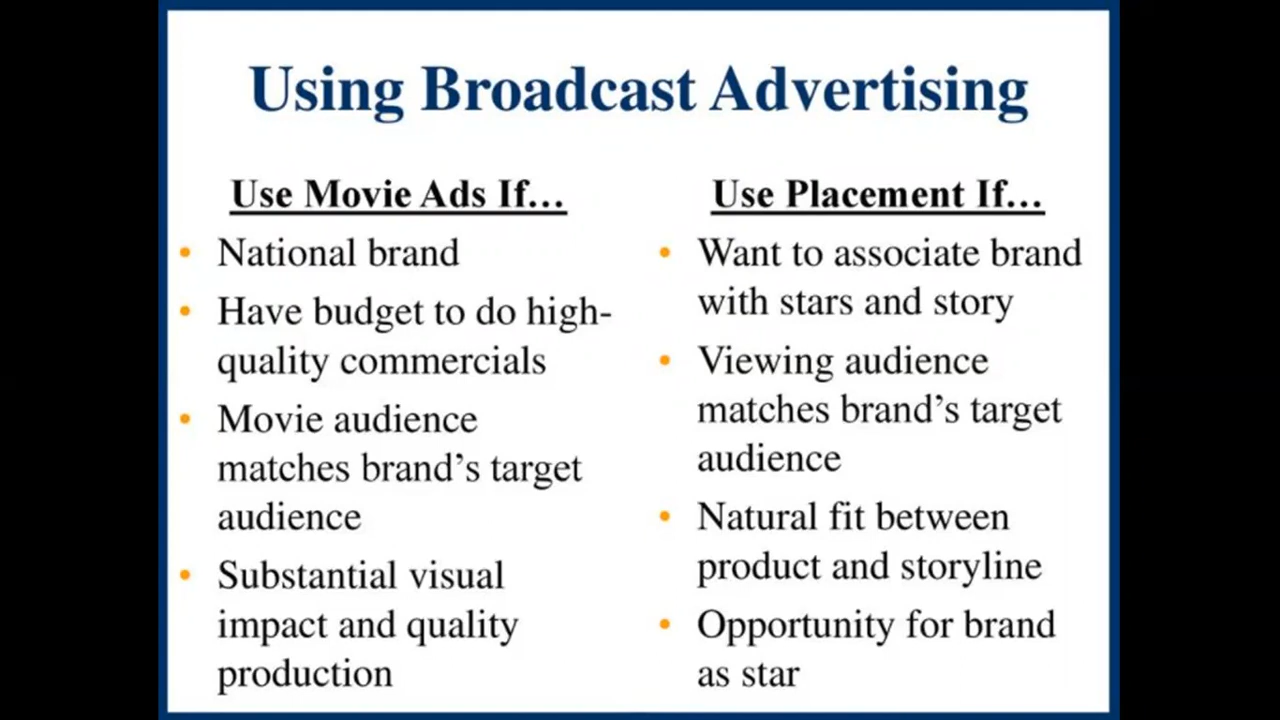 Using Broadcast Advertising
Use Movie Ads If…
• National brand
• Have budget to do high-
quality commercials
• Movie audience
matches brand’s target
audience
• Substantial visual
impact and quality
production
Use Placement If…
• Want to associate brand
with stars and story
• Viewing audience
matches brand’s target
audience
• Natural fit between
product and storyline
• Opportunity for brand
as star